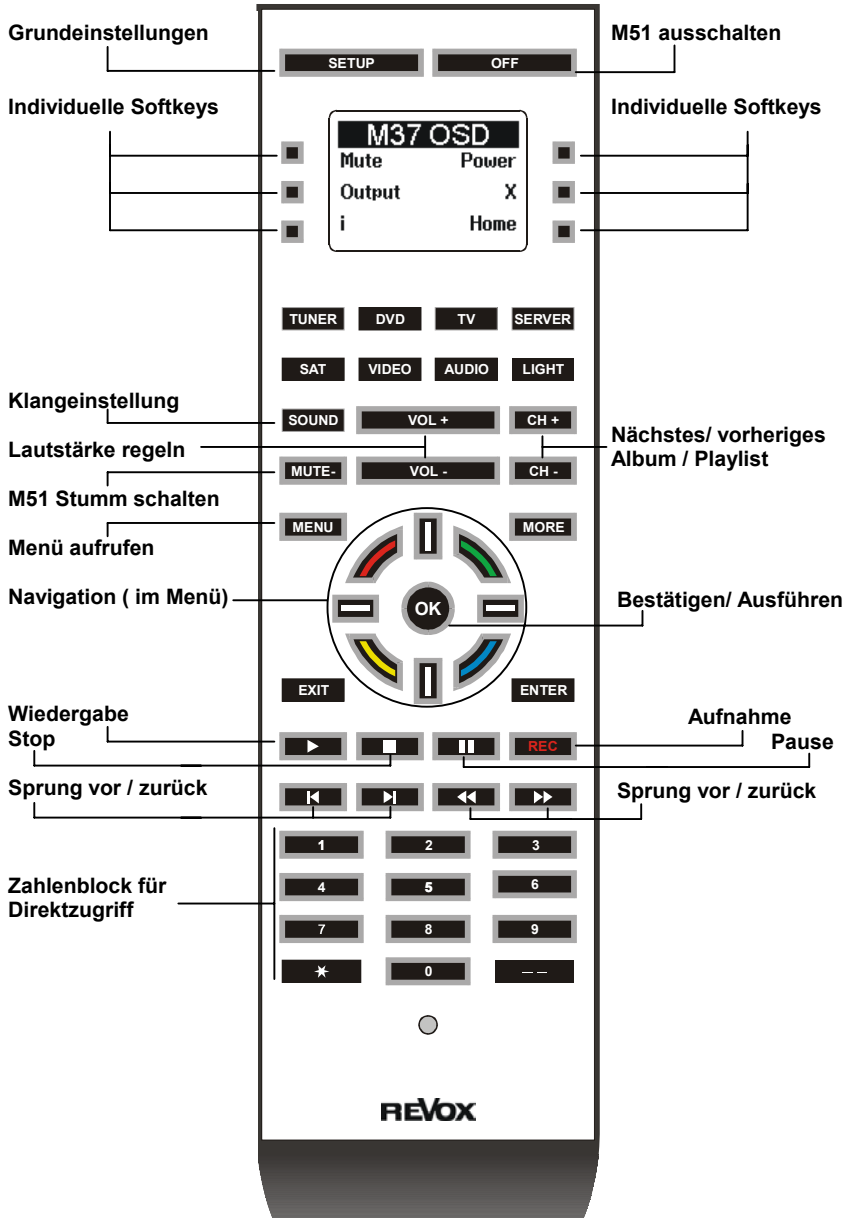 Grundeinstellungen
M51 ausschalten
SETUP
OFF
Individuelle Softkeys
Individuelle Softkeys
M37 OSD
Mute Power
Output X
i Home
TUNER DVD TV SERVER
SAT VIDEO AUDIO LIGHT
Klangeinstellung
SOUND VOL + CH +
Lautstärke regeln
Nächstes/ vorheriges
Album / Playlist
MUTE- VOL - CH -
M51 Stumm schalten
MENU MORE
Menü aufrufen
Navigation ( im Menü)
OK
Bestätigen/ Ausführen
EXIT ENTER
Wiedergabe
Aufnahme
Stop
Pause
REC
Sprung vor / zurück
Sprung vor / zurück
1 2 3
Zahlenblock für
Direktzugriff
4 5 6
7 8 9
* 0 – –
REVOX